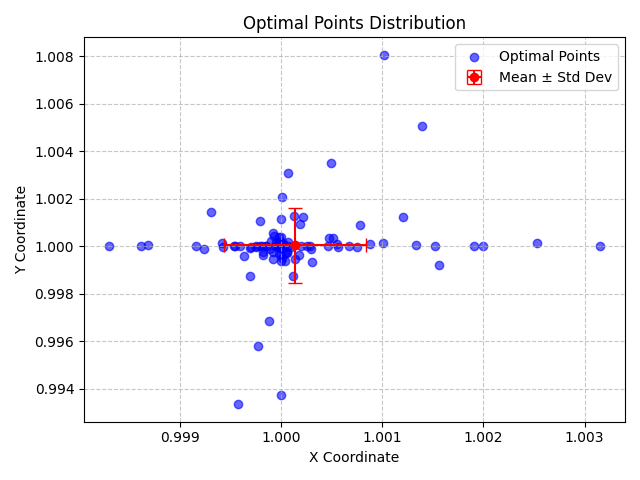 Optimal Points Distribution
Optimal Points
Mean ± Std Dev
Y Coordinate
1.008
1.006
1.004
1.002
1.000
0.998
0.996
0.994
0.999
1.000
1.001
1.002
1.003
X Coordinate